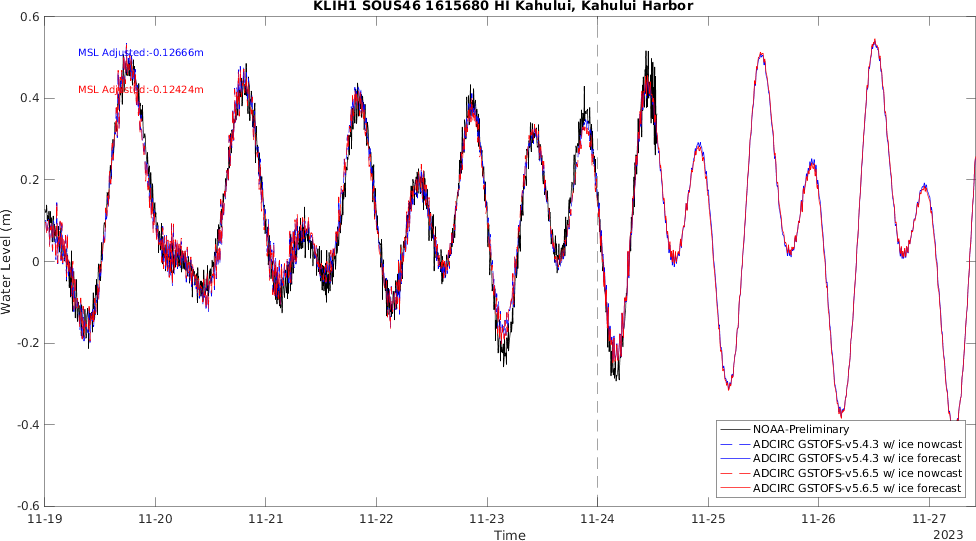 KLIH1 SOUS46 1615680 HI Kahului, Kahului Harbor
0.6
MSL Adjusted:-0.12666m
MSL Adjusted:-0.12424m
0.4
0.2
0
-0.2
-0.4
-0.6
Water Level (m)
NOAA-Preliminary
ADCIRC GSTOFS-v5.4.3 w/ ice nowcast
ADCIRC GSTOFS-v5.4.3 w/ ice forecast
ADCIRC GSTOFS-v5.6.5 w/ ice nowcast
ADCIRC GSTOFS-v5.6.5 w/ ice forecast
11-19 11-20 11-21 11-22 11-23 11-24 11-25 11-26 11-27
Time
2023